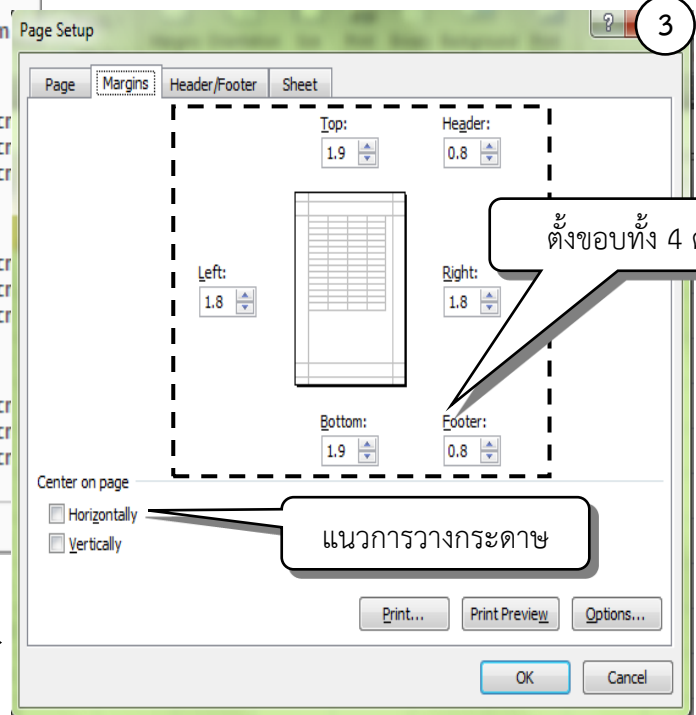 Page Setup
?
3
Page Margins Header/Footer Sheet
Top: Header:
1.9 0.8
ตั้งขอบทั้ง 4
Left: Right:
1.8 1.8
Bottom: Footer:
1.9 0.8
Center on page
Horizontally
Vertically
แนวการวางกระดาษ
Print... Print Preview Options...
OK Cancel